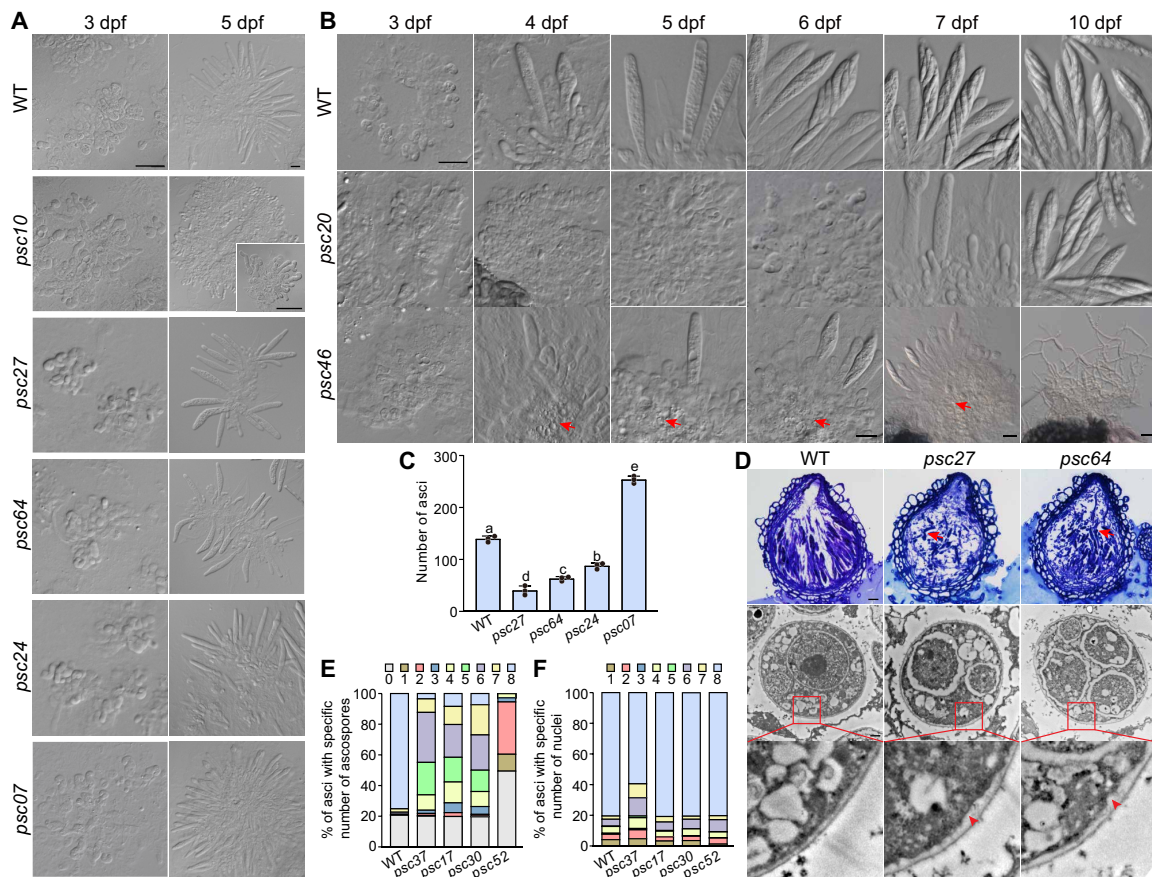 A
3 dpf 5 dpf
WT
psc10
psc27
psc64
psc24
psc07
B
3 dpf 4 dpf 5 dpf 6 dpf 7 dpf 10 dpf
WT
psc20
psc46
C
Number of asci
300
200
100
0
a d c b e
WT psc27 psc64 psc24 psc07
D
WT psc27 psc64
E
0 1 2 3 4 5 6 7 8
% of asci with specific
number of ascospores
100
80
60
40
20
0
WT psc37 psc17 psc30 psc52
F
1 2 3 4 5 6 7 8
% of asci with specific
number of nuclei
100
80
60
40
20
0
WT psc37 psc17 psc30 psc52